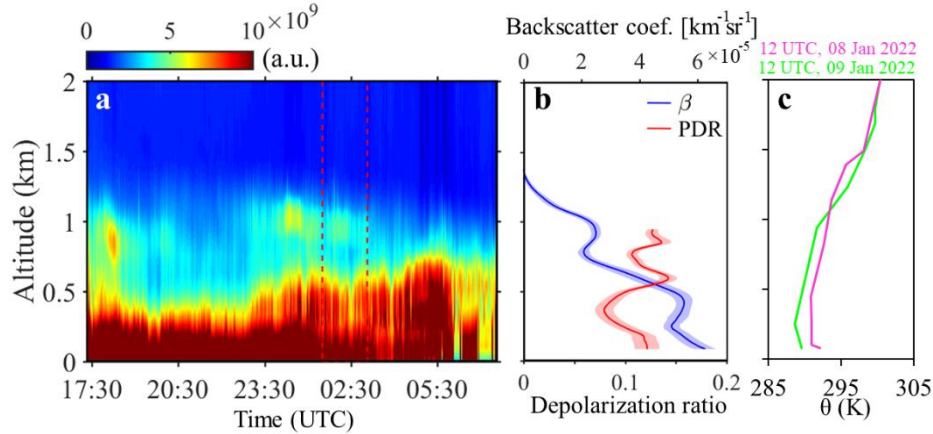 ×10⁹
0 5 10
(a.u.)
a
2
1.5
1
0.5
0
Altitude (km)
17:30 20:30 23:30 02:30 05:30
Time (UTC)
Backscatter coef. [km⁻¹sr⁻¹]
0 2 4 6 ×10⁻⁵
b
β
PDR
0 0.1 0.2
Depolarization ratio
12 UTC, 08 Jan 2022
12 UTC, 09 Jan 2022
c
285 295 305
θ (K)